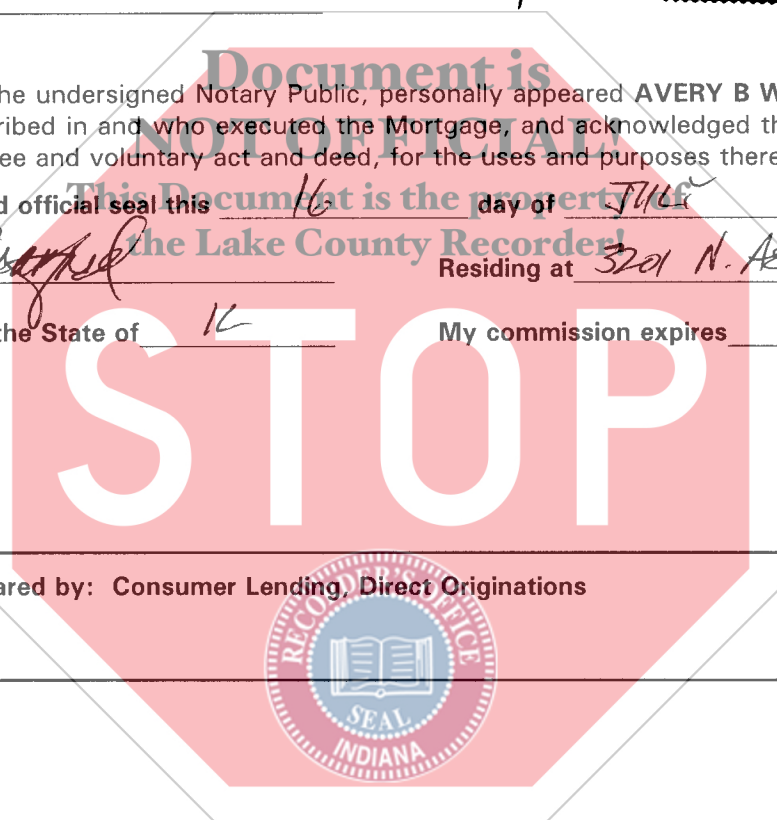 Document is
he undersigned Notary Public, personally appeared AVERY B W
NOT OFFICIAL!
ribed in and who executed the Mortgage, and acknowledged th
ee and voluntary act and deed, for the uses and purposes there
This Document is the property of
d official seal this 16 day of JULY
the Lake County Recorder!
Residing at 3201 N. As
the State of IL My commission expires
STOP
ared by: Consumer Lending, Direct Originations
RECORDER'S OFFICE
SEAL
INDIANA